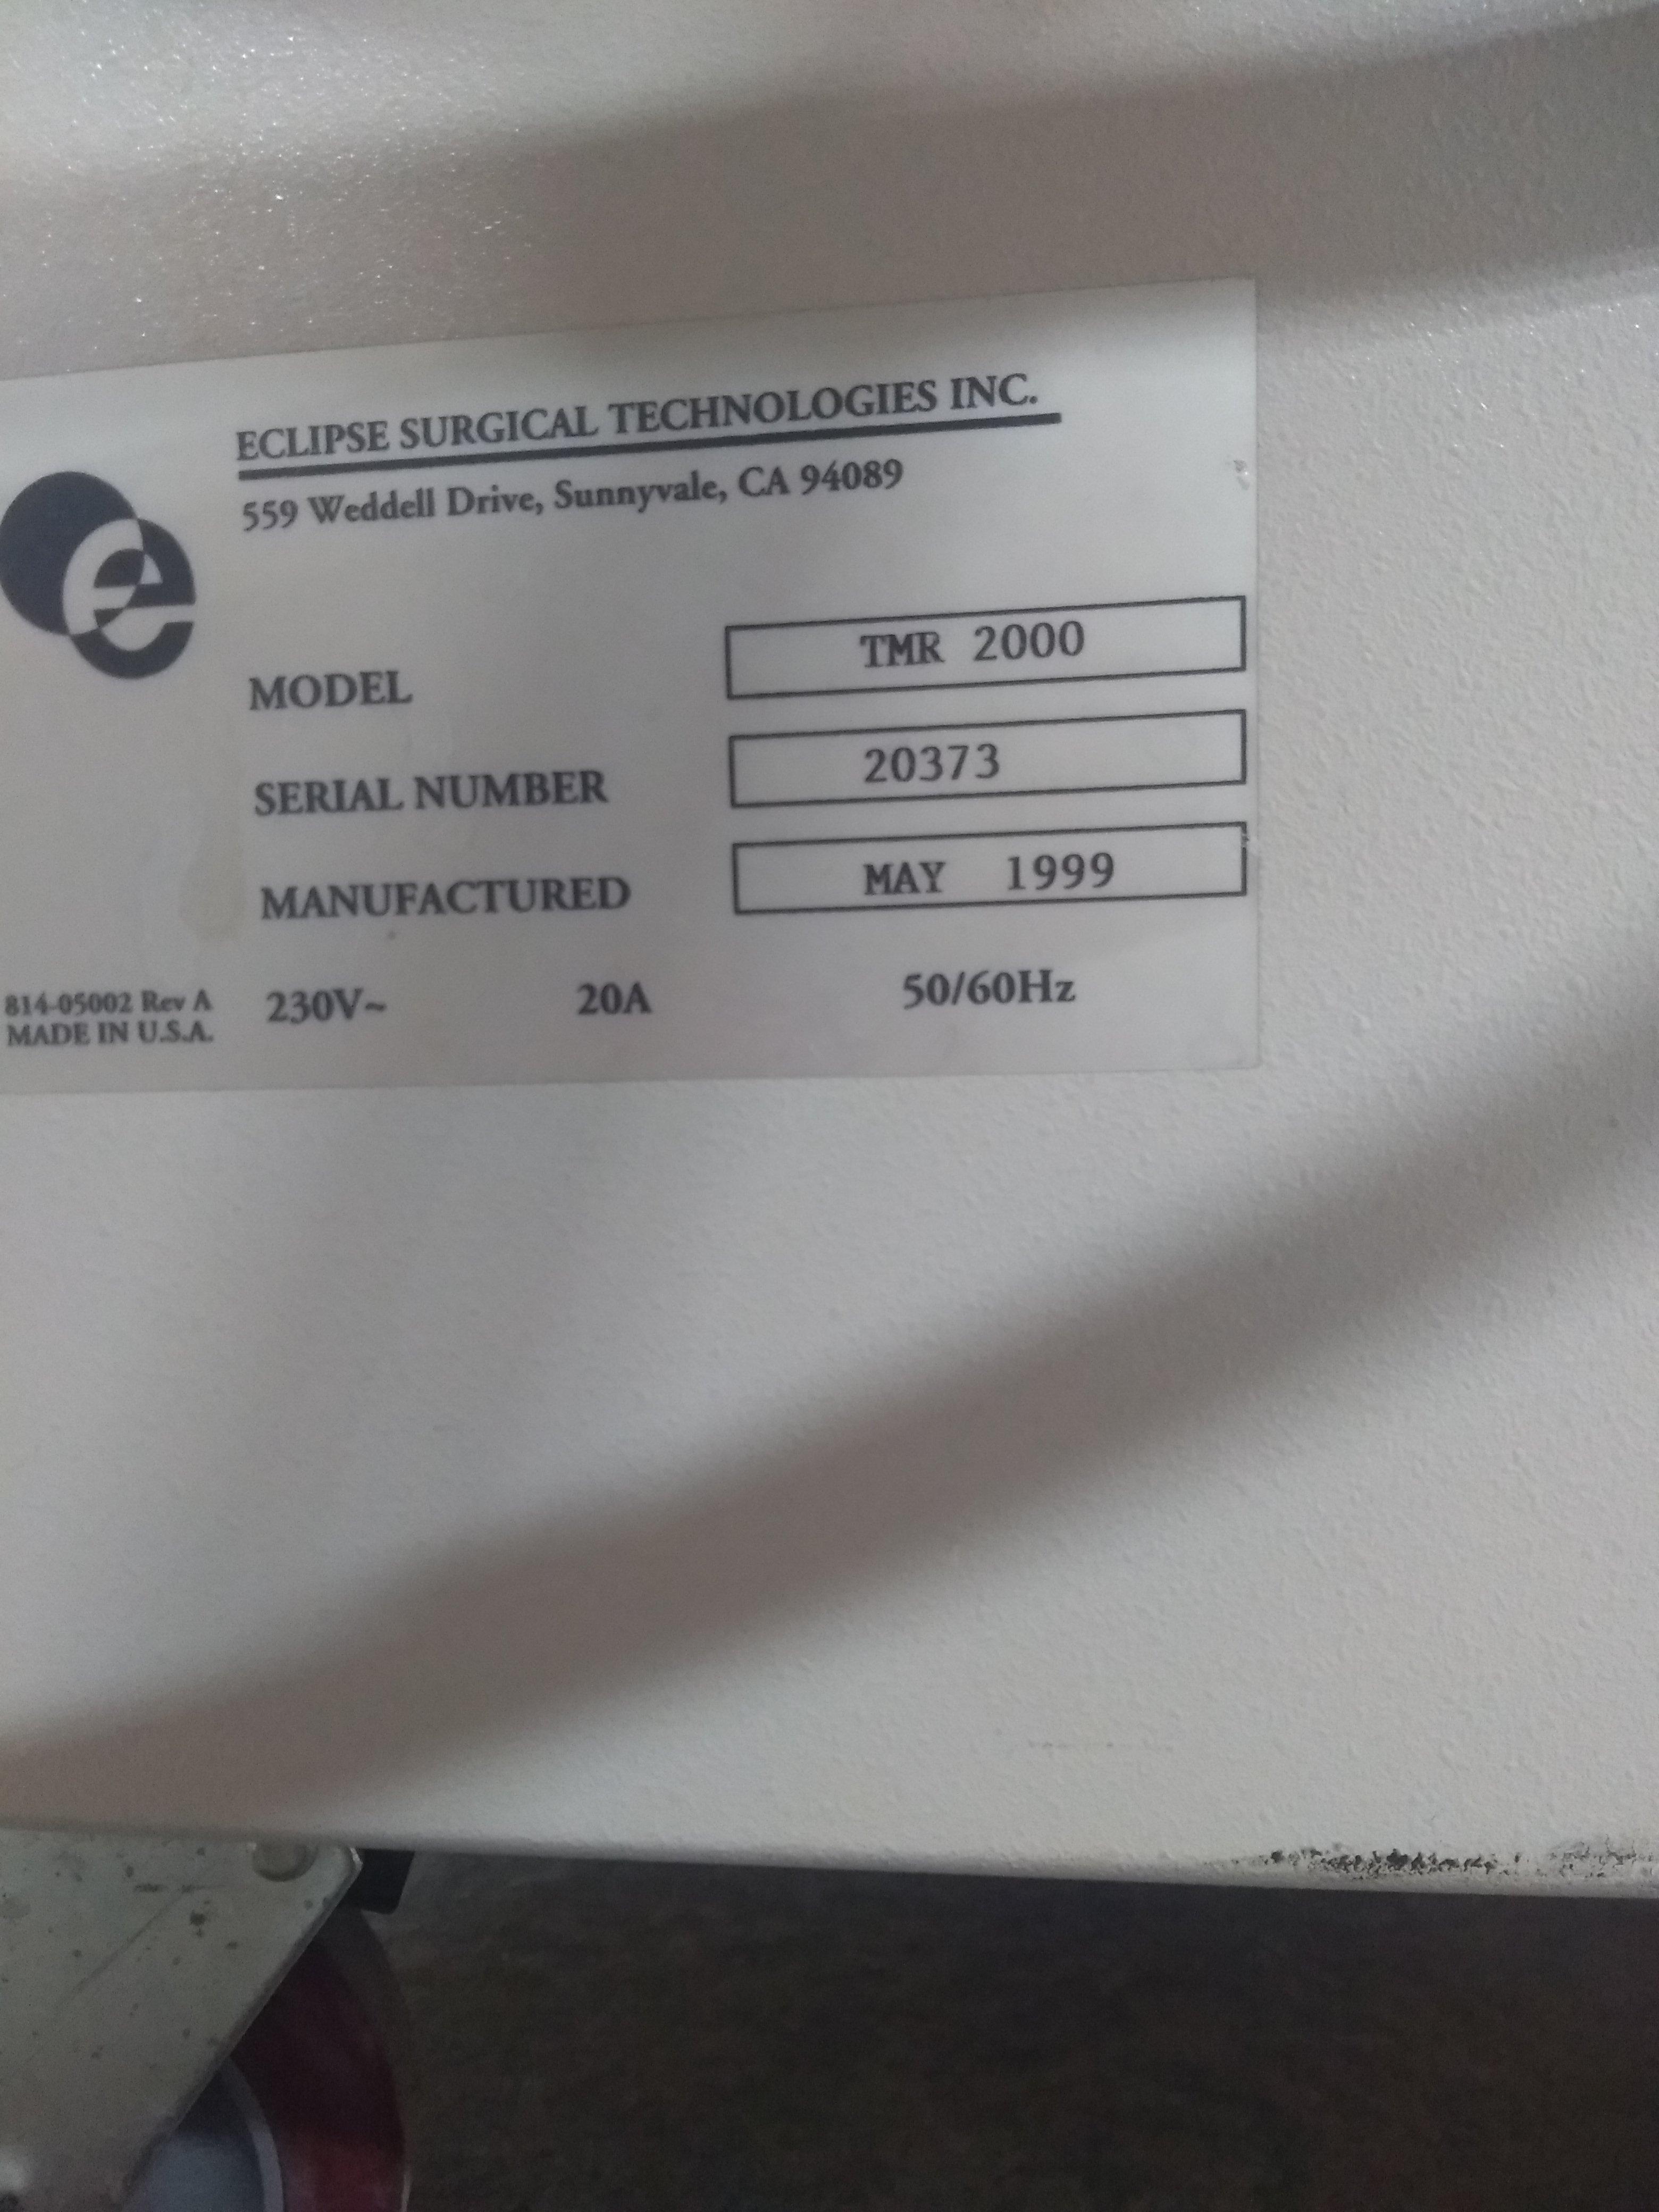 ECLIPSE SURGICAL TECHNOLOGIES INC.
559 Weddell Drive, Sunnyvale, CA 94089
e
MODEL TMR 2000
SERIAL NUMBER 20373
MANUFACTURED MAY 1999
814-05002 Rev A 230V~ 20A 50/60Hz
MADE IN U.S.A.